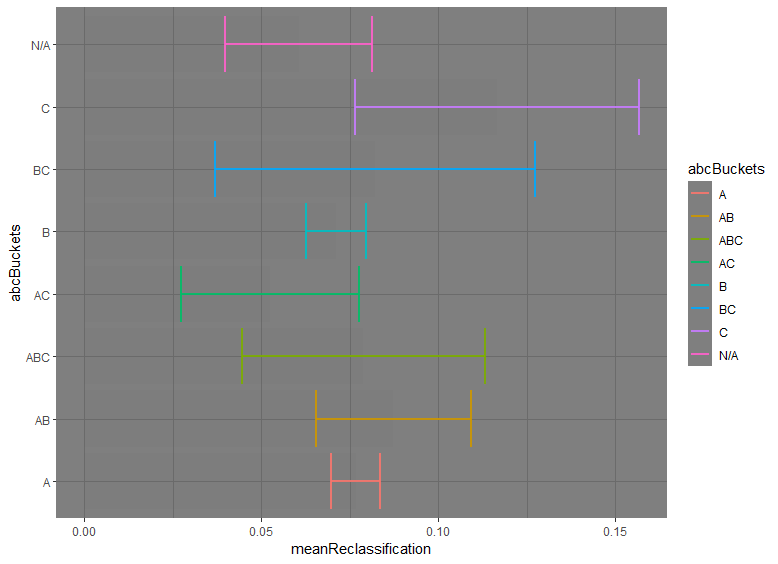 N/A
C
BC
B
AC
ABC
AB
A
abcBuckets
0.00
0.05
0.10
0.15
meanReclassification
abcBuckets
A
AB
ABC
AC
B
BC
C
N/A